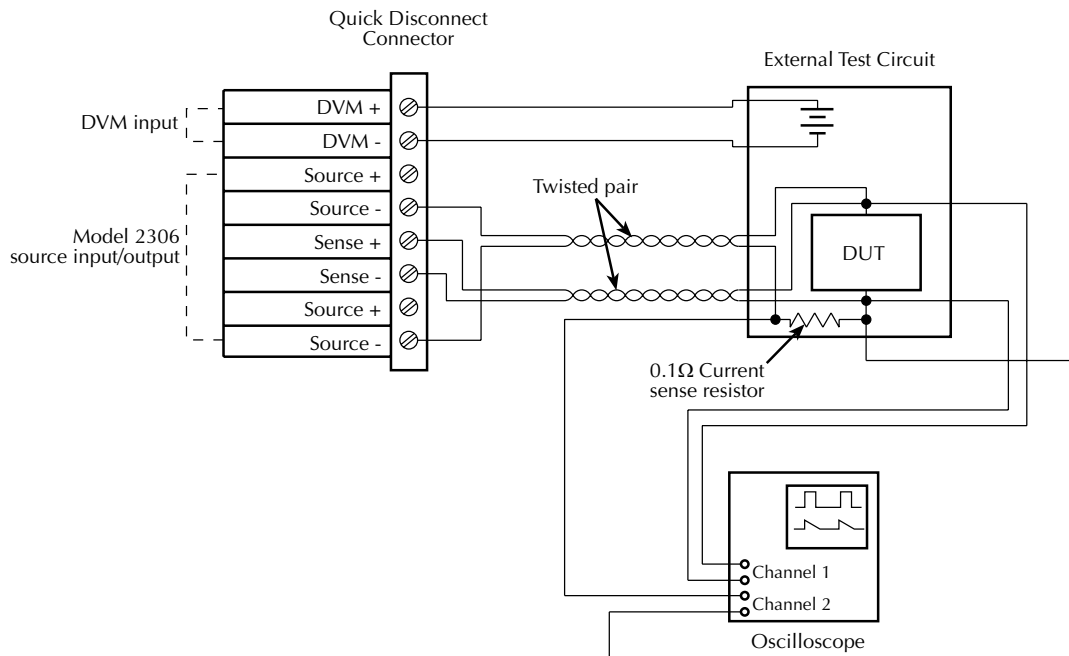 Quick Disconnect
Connector
External Test Circuit
DVM input
DVM +
DVM -
Source +
Source -
Sense +
Sense -
Source +
Source -
Model 2306
source input/output
Twisted pair
DUT
0.1Ω Current
sense resistor
Channel 1
Channel 2
Oscilloscope